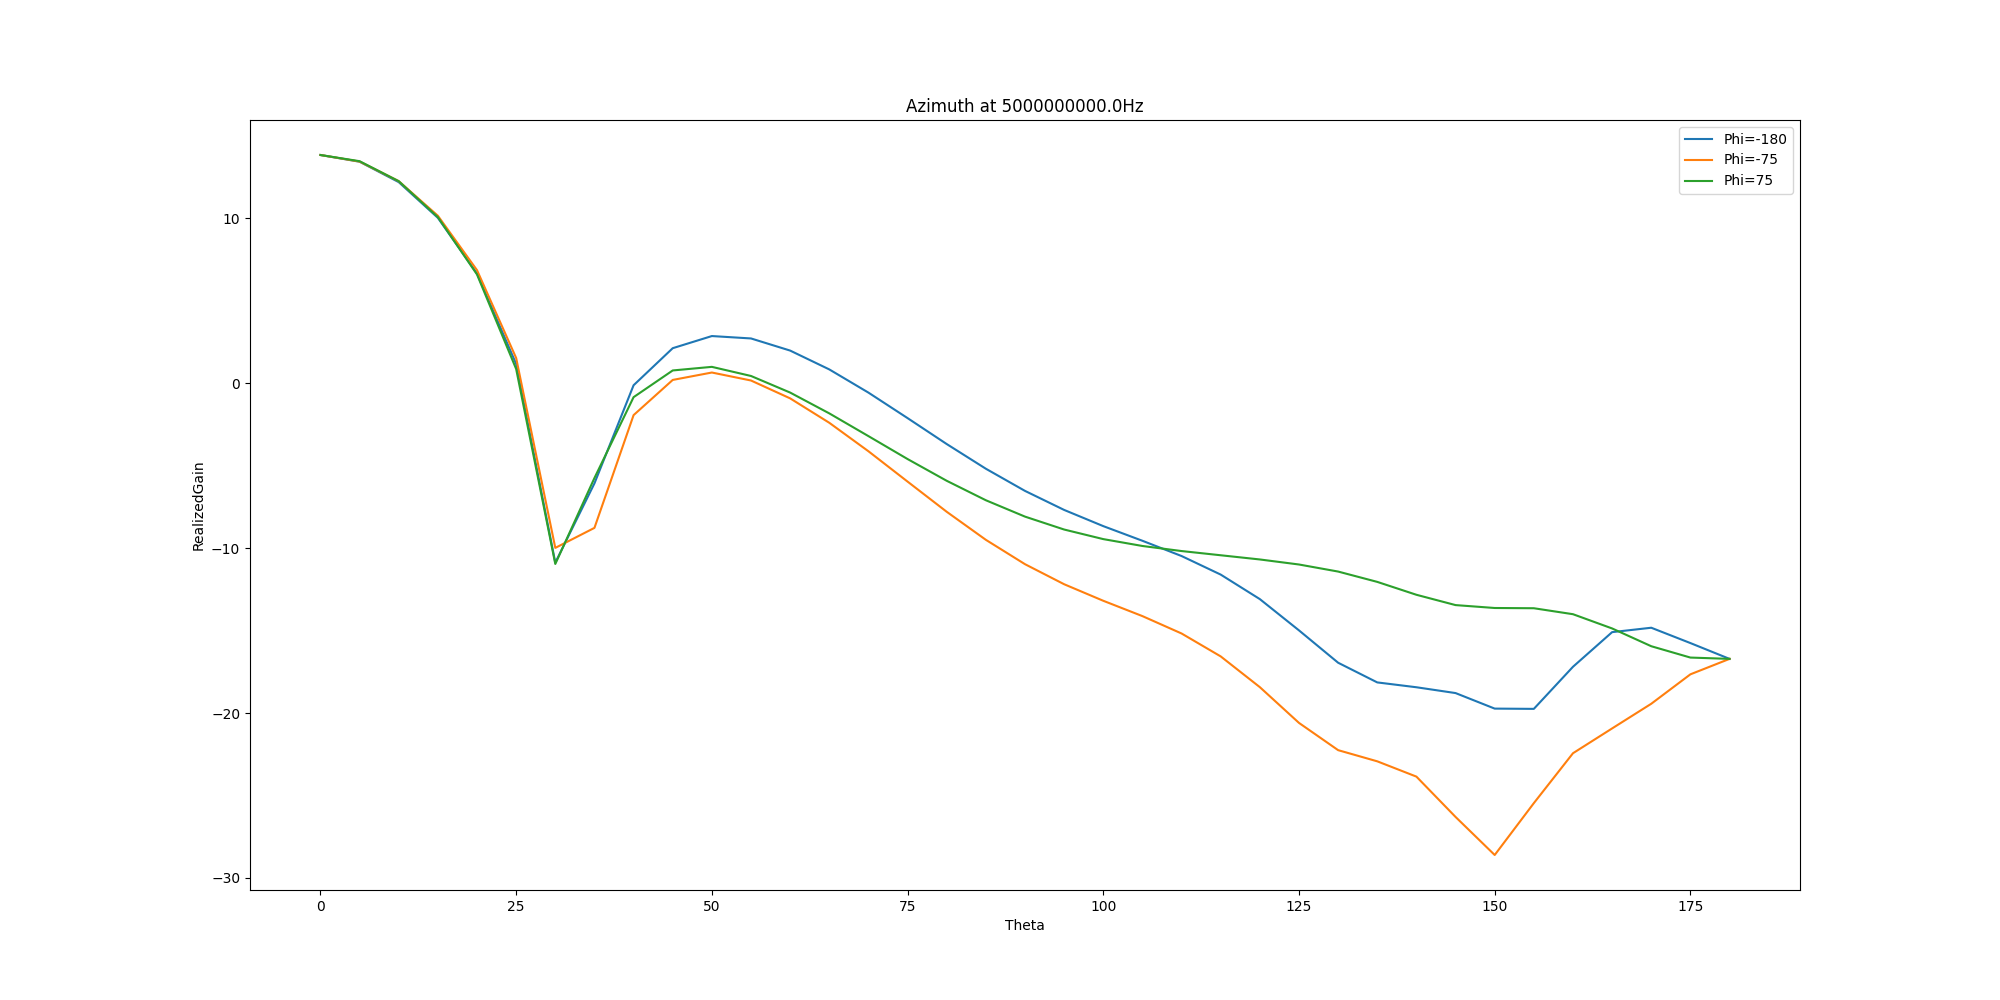 Azimuth at 5000000000.0Hz
Phi=-180
Phi=-75
Phi=75
RealizedGain
10
0
−10
−20
−30
0 25 50 75 100 125 150 175
Theta